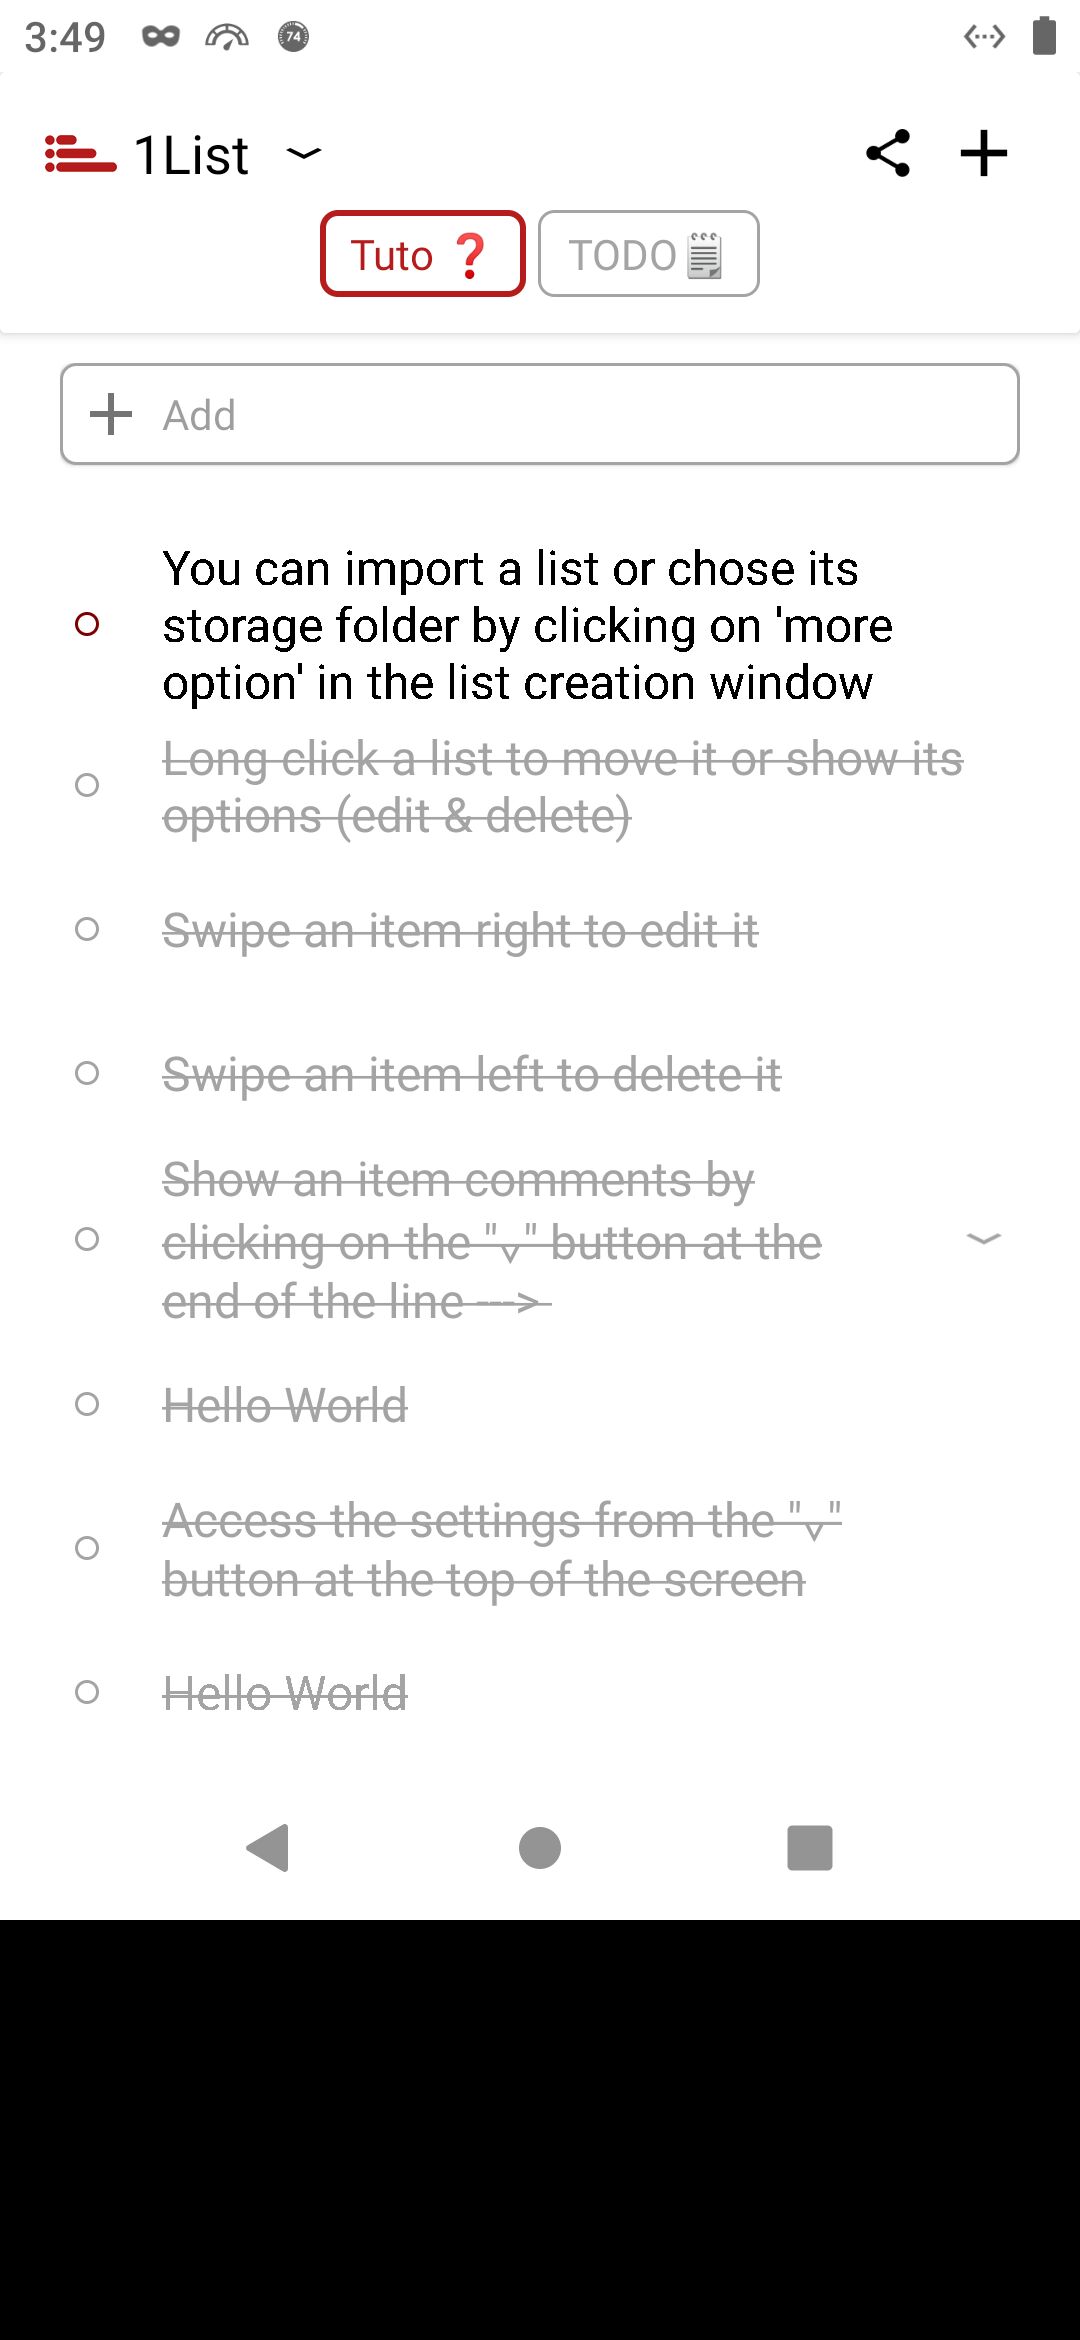 3:49
74
1List
Tuto ❓
TODO🗒
Add
You can import a list or chose its
storage folder by clicking on 'more
option' in the list creation window
Long click a list to move it or show its
options (edit & delete)
Swipe an item right to edit it
Swipe an item left to delete it
Show an item comments by
clicking on the "⌄" button at the
end of the line --->
Hello World
Access the settings from the "⌄"
button at the top of the screen
Hello World